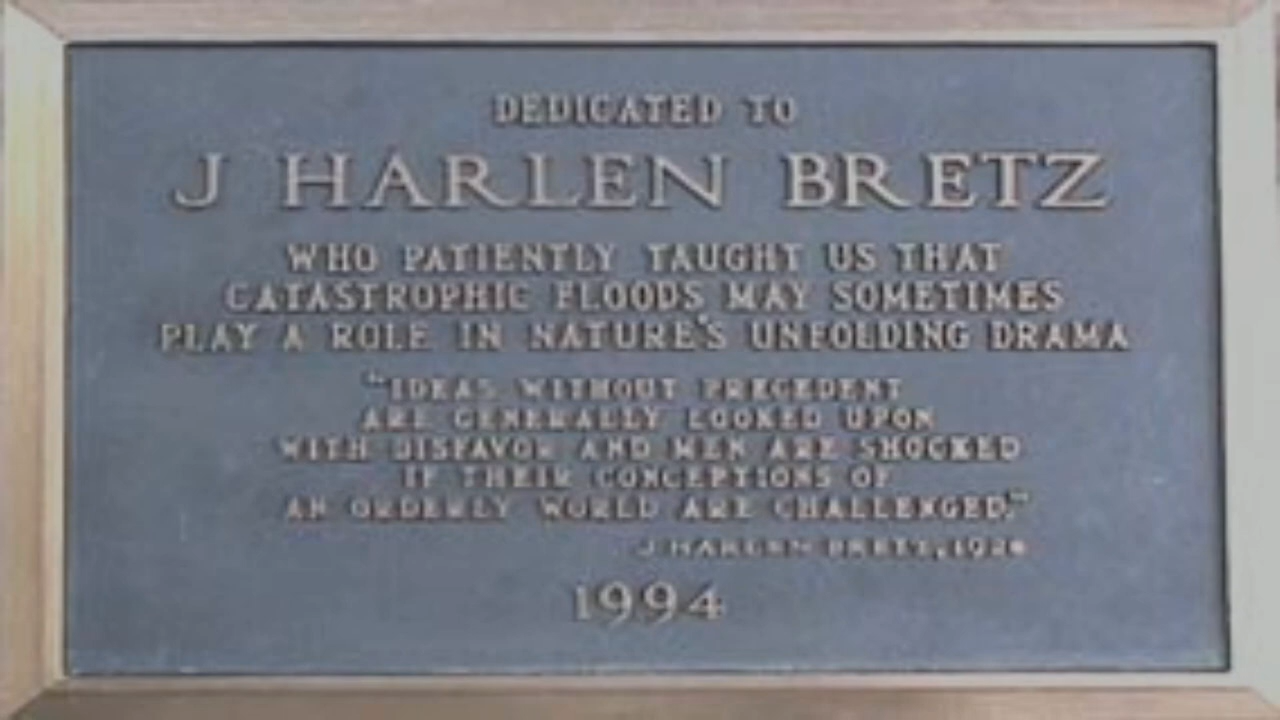 DEDICATED TO
J HARLEN BRETZ
WHO PATIENTLY TAUGHT US THAT
CATASTROPHIC FLOODS MAY SOMETIMES
PLAY A ROLE IN NATURE'S UNFOLDING DRAMA
"IDEAS WITHOUT PRECEDENT
ARE GENERALLY LOOKED UPON
WITH DISFAVOR AND MEN ARE SHOCKED
IF THEIR CONCEPTIONS OF
AN ORDERLY WORLD ARE CHALLENGED."
J HARLEN BRETZ,
1994